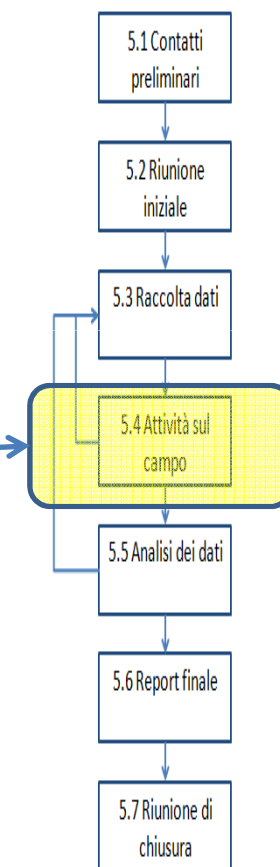 5.1 Contatti
preliminari
5.2 Riunione
iniziale
5.3 Raccolta dati
5.4 Attività sul
campo
5.5 Analisi dei dati
5.6 Report finale
5.7 Riunione di
chiusura